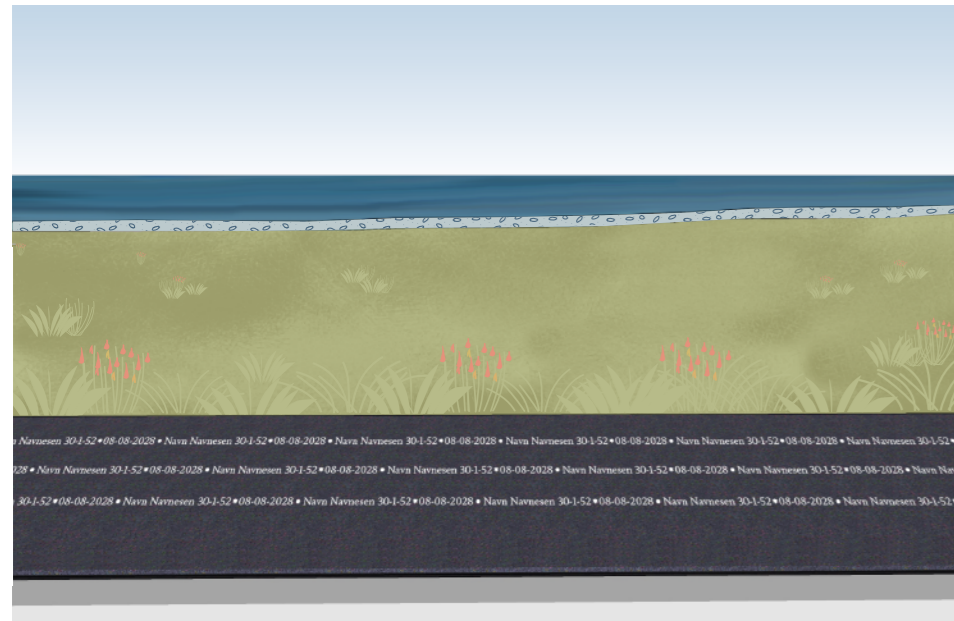 Navnesen 30-1-52•08-08-2028 • Navn Navnesen 30-1-52•08-08-2028 • Navn Navnesen 30-1-52•08-08-2028 • Navn Navnesen 30-1-52•08-08-2028 • Navn Navnesen 30-1-52•08-08-2028 • Navn Navnesen 30-1-52•
• Navn Navnesen 30-1-52•08-08-2028 • Navn Navnesen 30-1-52•08-08-2028 • Navn Navnesen 30-1-52•08-08-2028 • Navn Navnesen 30-1-52•08-08-2028 • Navn Navnesen 30-1-52•08-08-2028 • Navn
30-1-52•08-08-2028 • Navn Navnesen 30-1-52•08-08-2028 • Navn Navnesen 30-1-52•08-08-2028 • Navn Navnesen 30-1-52•08-08-2028 • Navn Navnesen 30-1-52•08-08-2028 • Navn Navnesen 30-1-52•